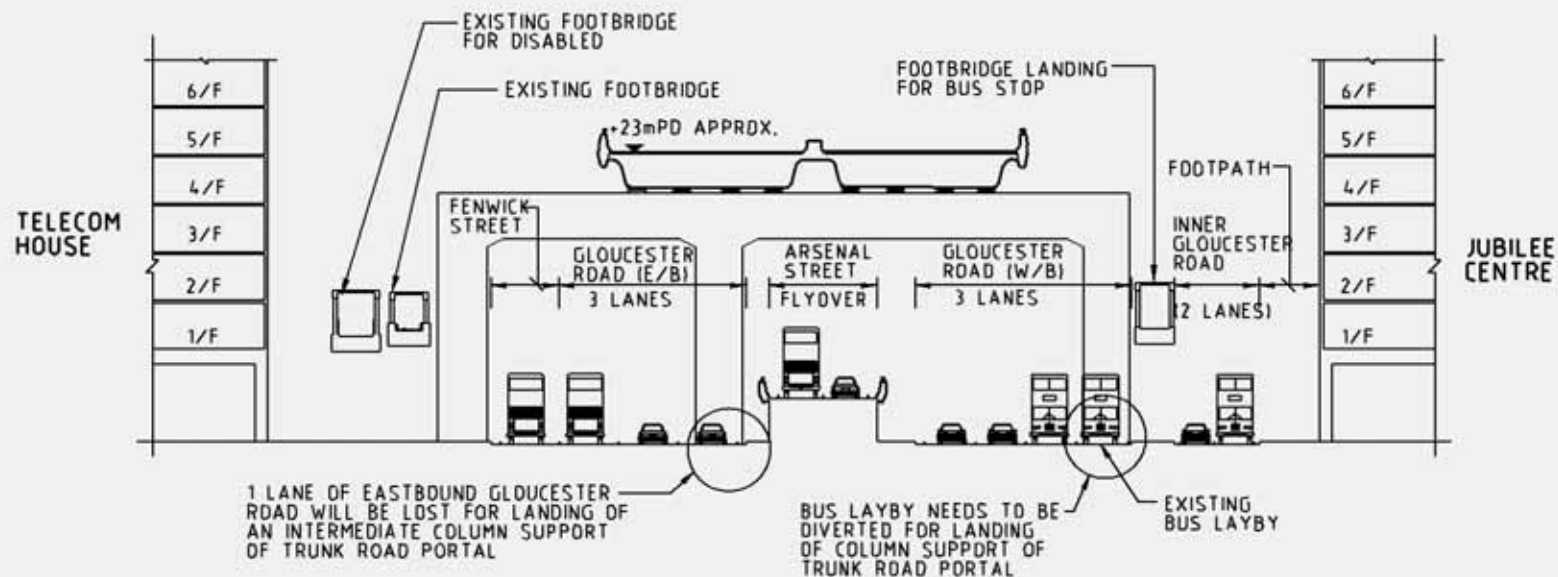 EXISTING FOOTBRIDGE
FOR DISABLED
EXISTING FOOTBRIDGE
+23mPD APPROX.
FOOTBRIDGE LANDING
FOR BUS STOP
FOOTPATH
6/F
5/F
4/F
3/F
2/F
1/F
TELECOM
HOUSE
FENWICK
STREET
GLOUCESTER
ROAD (E/B)
3 LANES
ARSENAL
STREET
FLYOVER
GLOUCESTER
ROAD (W/B)
3 LANES
INNER
GLOUCESTER
ROAD
(2 LANES)
6/F
5/F
4/F
3/F
2/F
1/F
JUBILEE
CENTRE
1 LANE OF EASTBOUND GLOUCESTER
ROAD WILL BE LOST FOR LANDING OF
AN INTERMEDIATE COLUMN SUPPORT
OF TRUNK ROAD PORTAL
BUS LAYBY NEEDS TO BE
DIVERTED FOR LANDING
OF COLUMN SUPPORT OF
TRUNK ROAD PORTAL
EXISTING
BUS LAYBY